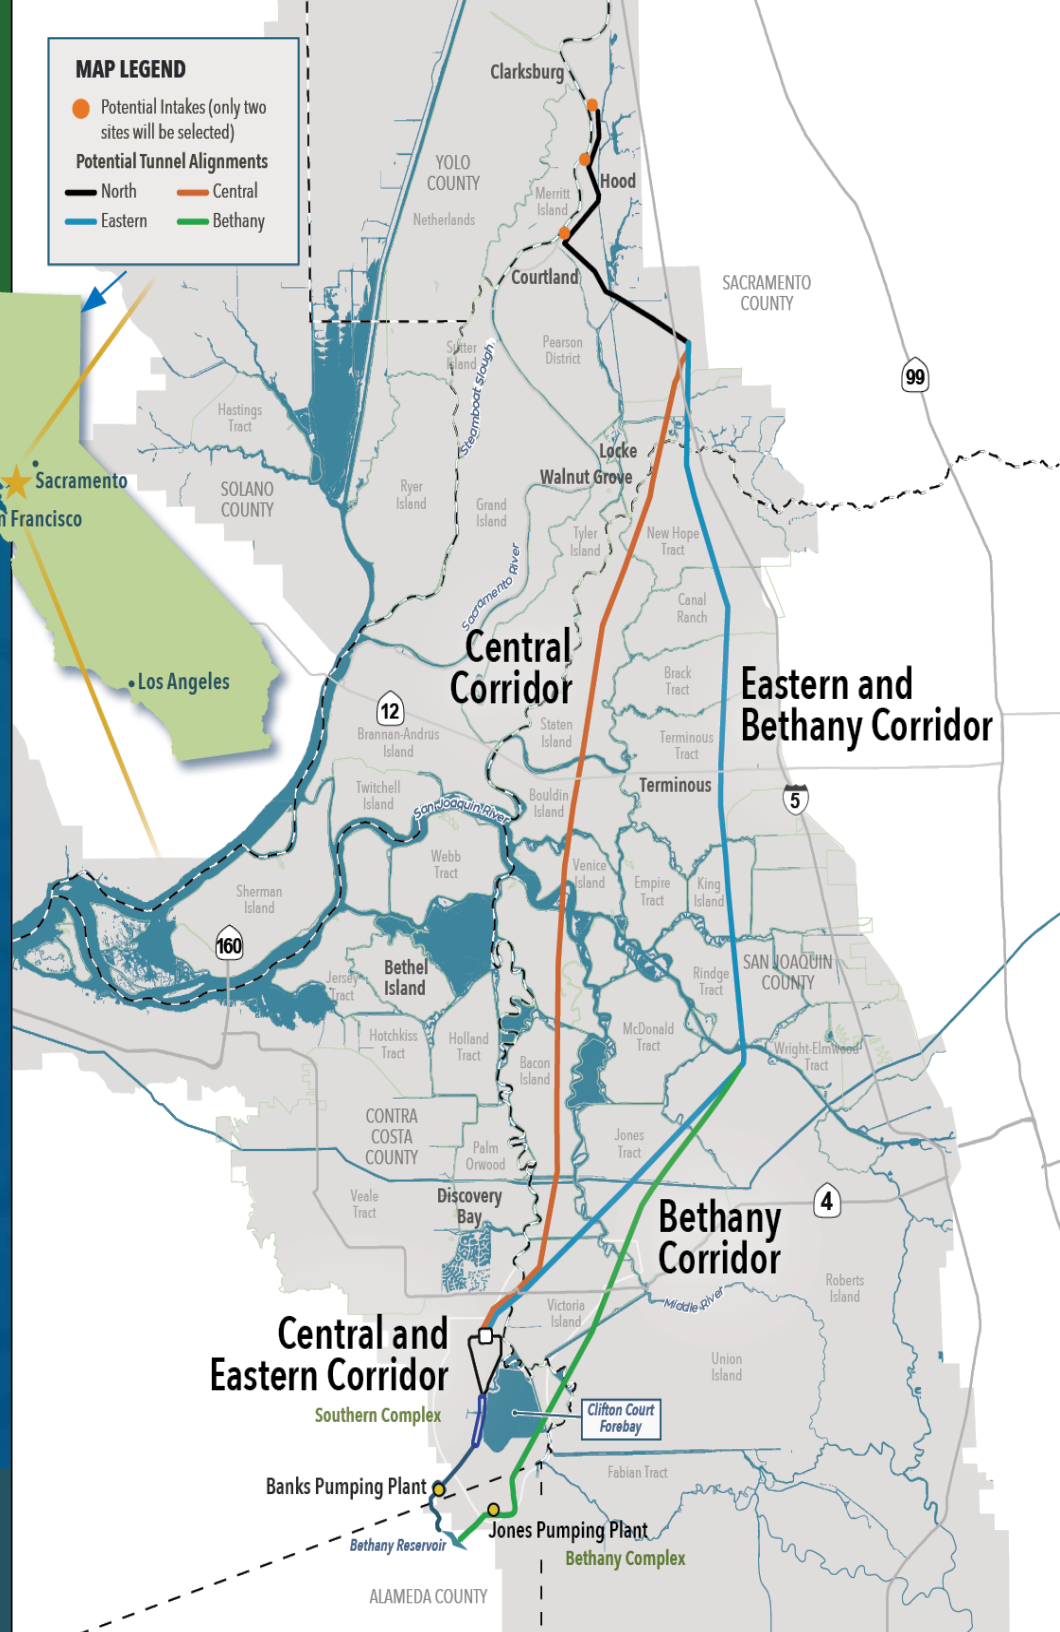 MAP LEGEND
Potential Intakes (only two
sites will be selected)
Potential Tunnel Alignments
North
Central
Eastern
Bethany
Clarksburg
YOLO
COUNTY
Netherlands
Merritt
Island
Hood
Courtland
SACRAMENTO
COUNTY
Sutter
Island
Steamboat Slough
Pearson
District
99
Hastings
Tract
Locke
Walnut Grove
Sacramento
n Francisco
SOLANO
COUNTY
Ryer
Island
Grand
Island
Tyler
Island
New Hope
Tract
Sacramento River
Canal
Ranch
Central
Corridor
Los Angeles
Brack
Tract
Eastern and
Bethany Corridor
12
Brannan-Andrus
Island
Staten
Island
Terminous
Tract
Terminous
Twitchell
Island
San Joaquin River
Bouldin
Island
5
Webb
Tract
Venice
Island
Empire
Tract
King
Island
Sherman
Island
160
Bethel
Island
Jersey
Tract
Rindge
Tract
SAN JOAQUIN
COUNTY
Hotchkiss
Tract
Holland
Tract
McDonald
Tract
Wright-Elmwood
Tract
Bacon
Island
CONTRA
COSTA
COUNTY
Palm
Orwood
Jones
Tract
Veale
Tract
Discovery
Bay
4
Bethany
Corridor
Middle River
Roberts
Island
Victoria
Island
Central and
Eastern Corridor
Southern Complex
Union
Island
Clifton Court
Forebay
Fabian Tract
Banks Pumping Plant
Jones Pumping Plant
Bethany Reservoir
Bethany Complex
ALAMEDA COUNTY